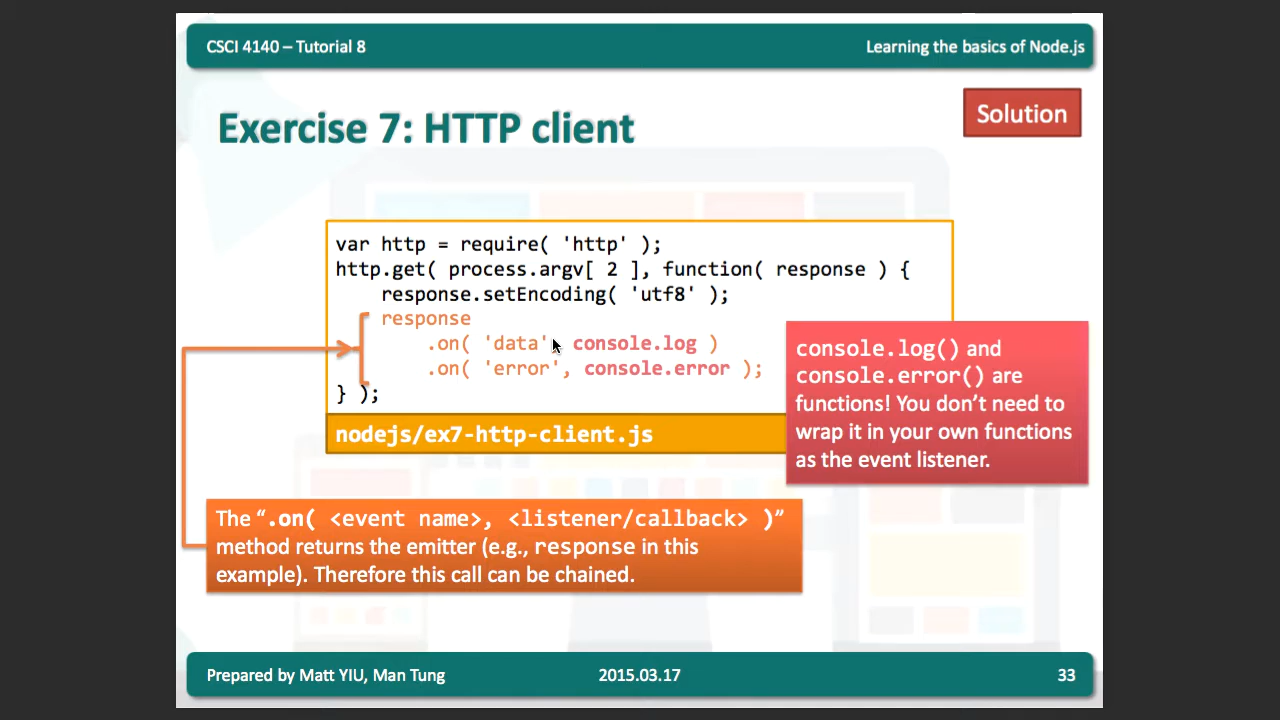 CSCI 4140 – Tutorial 8
Learning the basics of Node.js
Exercise 7: HTTP client
Solution
var http = require( 'http' );
http.get( process.argv[ 2 ], function( response ) {
response.setEncoding( 'utf8' );
response
.on( 'data', console.log )
.on( 'error', console.error );
} );
nodejs/ex7-http-client.js
console.log() and
console.error() are
functions! You don’t need to
wrap it in your own functions
as the event listener.
The “.on( <event name>, <listener/callback> )”
method returns the emitter (e.g., response in this
example). Therefore this call can be chained.
Prepared by Matt YIU, Man Tung
2015.03.17
33